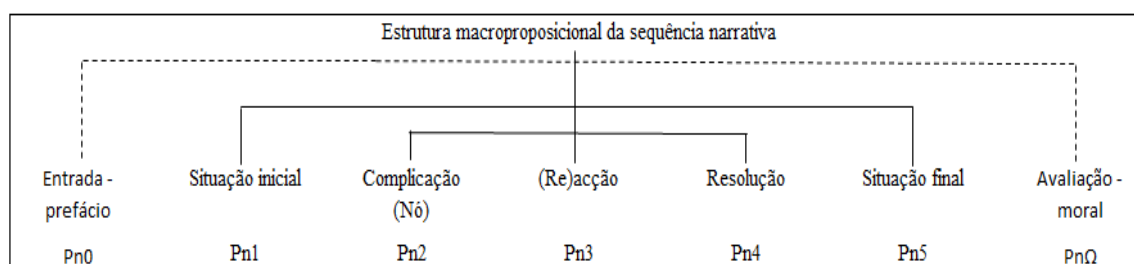 Estrutura macroproposicional da sequência narrativa
Entrada - Situação inicial Complicação (Re)acção Resolução Situação final Avaliação -
prefácio (Nó) moral
Pn0 Pn1 Pn2 Pn3 Pn4 Pn5 PnΩ